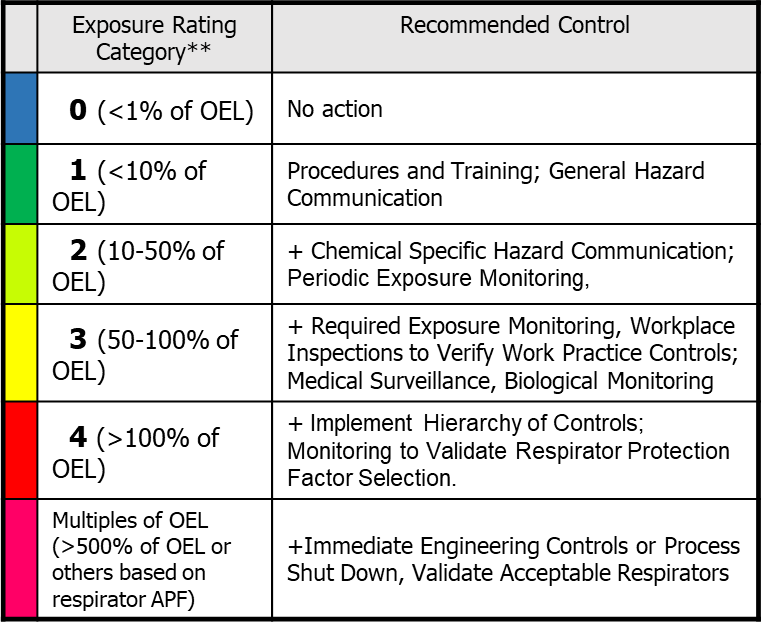 Exposure Rating
Category**
Recommended Control
0 (<1% of OEL)
No action
1 (<10% of
OEL)
Procedures and Training; General Hazard
Communication
2 (10-50% of
OEL)
+ Chemical Specific Hazard Communication;
Periodic Exposure Monitoring,
3 (50-100% of
OEL)
+ Required Exposure Monitoring, Workplace
Inspections to Verify Work Practice Controls;
Medical Surveillance, Biological Monitoring
4 (>100% of
OEL)
+ Implement Hierarchy of Controls;
Monitoring to Validate Respirator Protection
Factor Selection.
Multiples of OEL
(>500% of OEL or
others based on
respirator APF)
+Immediate Engineering Controls or Process
Shut Down, Validate Acceptable Respirators